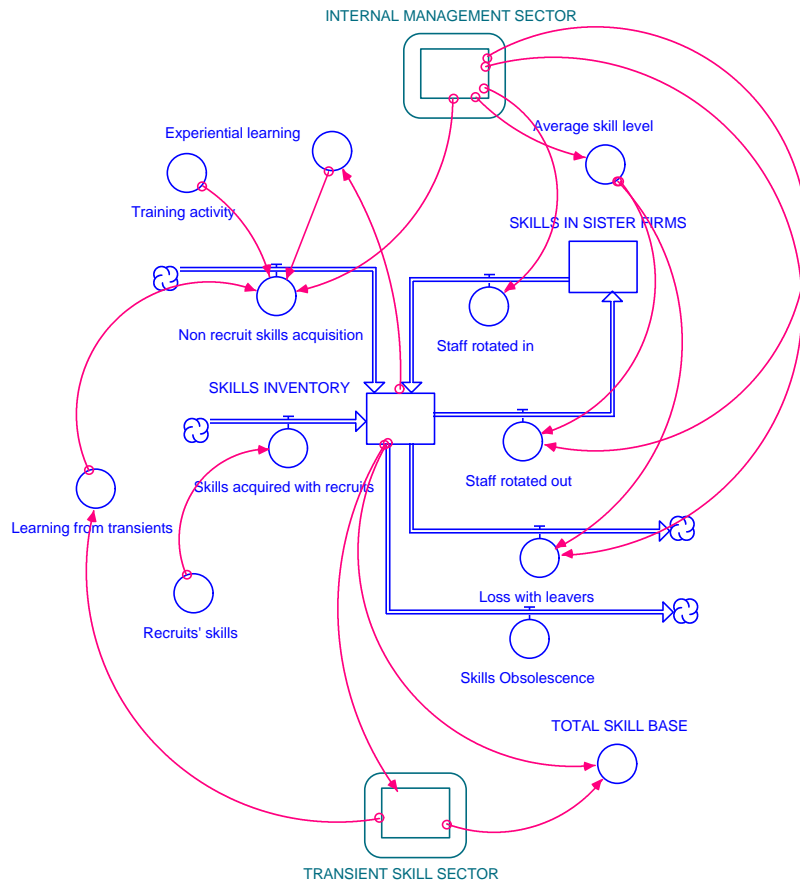 INTERNAL MANAGEMENT SECTOR
Average skill level
Experiential learning
Training activity
SKILLS IN SISTER FIRMS
Non recruit skills acquisition
Staff rotated in
SKILLS INVENTORY
Skills acquired with recruits
Staff rotated out
Learning from transients
Loss with leavers
Recruits' skills
Skills Obsolescence
TOTAL SKILL BASE
TRANSIENT SKILL SECTOR